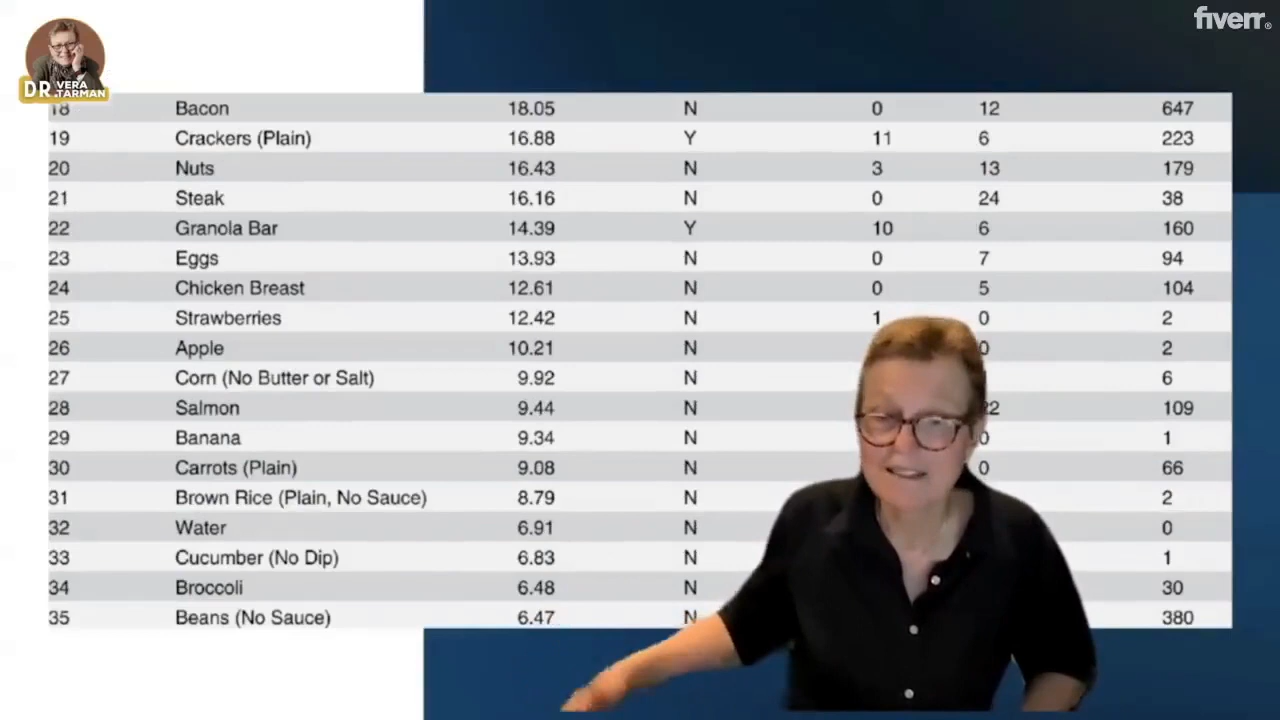 fiverr®
DR. VERA TARMAN
18 Bacon 18.05 N 0 12 647
19 Crackers (Plain) 16.88 Y 11 6 223
20 Nuts 16.43 N 3 13 179
21 Steak 16.16 N 0 24 38
22 Granola Bar 14.39 Y 10 6 160
23 Eggs 13.93 N 0 7 94
24 Chicken Breast 12.61 N 0 5 104
25 Strawberries 12.42 N 1 0 2
26 Apple 10.21 N 0 2
27 Corn (No Butter or Salt) 9.92 N 6
28 Salmon 9.44 N 109
29 Banana 9.34 N 0 1
30 Carrots (Plain) 9.08 N 0 66
31 Brown Rice (Plain, No Sauce) 8.79 N 2
32 Water 6.91 N 0
33 Cucumber (No Dip) 6.83 N 1
34 Broccoli 6.48 N 30
35 Beans (No Sauce) 6.47 N 380